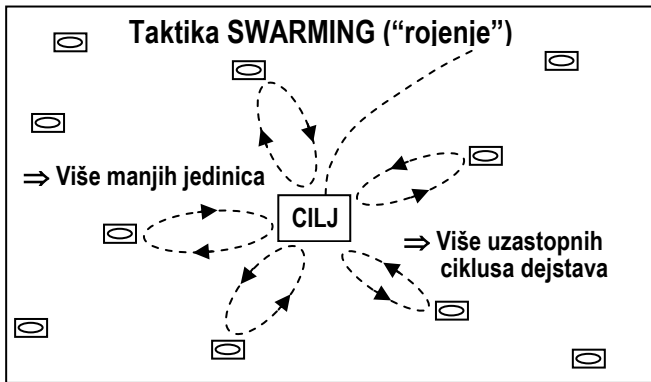 Taktika SWARMING (“rojenje”)
⇒ Više manjih jedinica
CILJ
⇒ Više uzastopnih
ciklusa dejstava